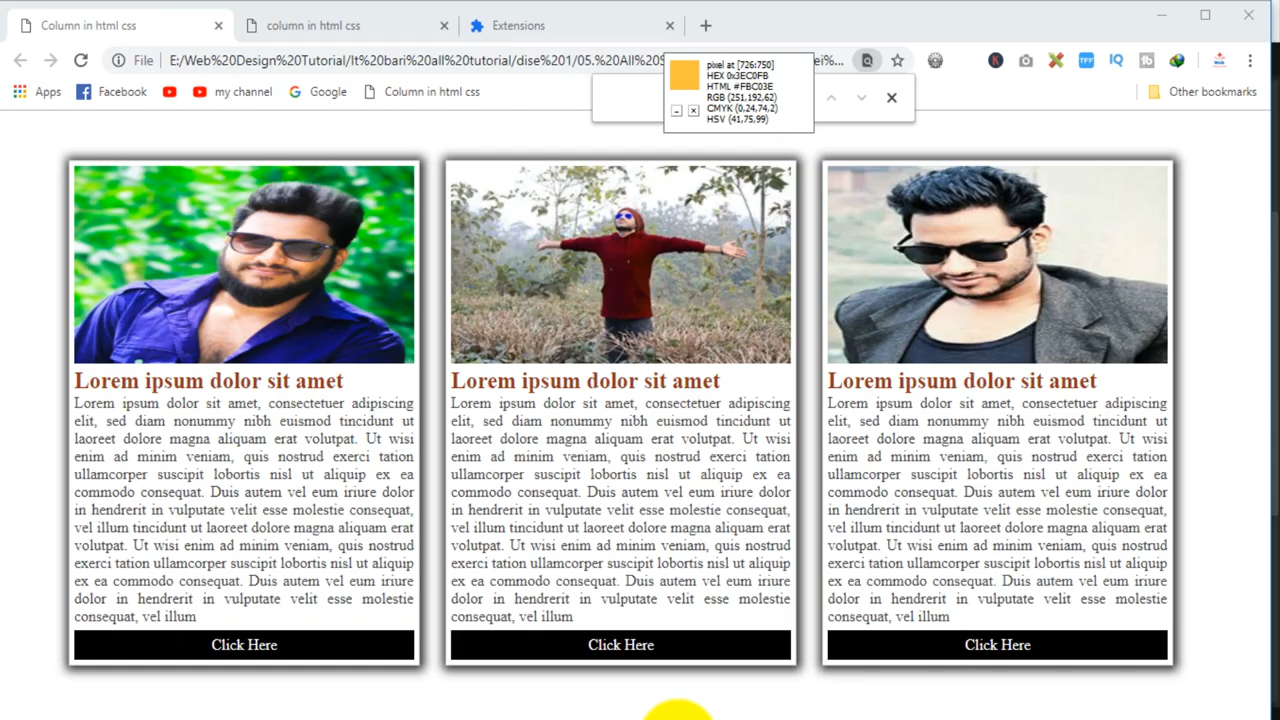 Column in html css
column in html css
Extensions
File
E:/Web%20Design%20Tutorial/It%20bari%20all%20tutorial/dise%201/05.%20All%20S
ei%...
Apps
Facebook
my channel
Google
Column in html css
Other bookmarks
TFF
IQ
pixel at [726:750]
HEX 0x3EC0FB
HTML #FBC03E
RGB (251,192,62)
CMYK (0,24,74,2)
HSV (41,75,99)
Lorem ipsum dolor sit amet
Lorem ipsum dolor sit amet, consectetuer adipiscing
elit, sed diam nonummy nibh euismod tincidunt ut
laoreet dolore magna aliquam erat volutpat. Ut wisi
enim ad minim veniam, quis nostrud exerci tation
ullamcorper suscipit lobortis nisl ut aliquip ex ea
commodo consequat. Duis autem vel eum iriure dolor
in hendrerit in vulputate velit esse molestie consequat,
vel illum tincidunt ut laoreet dolore magna aliquam erat
volutpat. Ut wisi enim ad minim veniam, quis nostrud
exerci tation ullamcorper suscipit lobortis nisl ut aliquip
ex ea commodo consequat. Duis autem vel eum iriure
dolor in hendrerit in vulputate velit esse molestie
consequat, vel illum
Click Here
Lorem ipsum dolor sit amet
Lorem ipsum dolor sit amet, consectetuer adipiscing
elit, sed diam nonummy nibh euismod tincidunt ut
laoreet dolore magna aliquam erat volutpat. Ut wisi
enim ad minim veniam, quis nostrud exerci tation
ullamcorper suscipit lobortis nisl ut aliquip ex ea
commodo consequat. Duis autem vel eum iriure dolor
in hendrerit in vulputate velit esse molestie consequat,
vel illum tincidunt ut laoreet dolore magna aliquam erat
volutpat. Ut wisi enim ad minim veniam, quis nostrud
exerci tation ullamcorper suscipit lobortis nisl ut aliquip
ex ea commodo consequat. Duis autem vel eum iriure
dolor in hendrerit in vulputate velit esse molestie
consequat, vel illum
Click Here
Lorem ipsum dolor sit amet
Lorem ipsum dolor sit amet, consectetuer adipiscing
elit, sed diam nonummy nibh euismod tincidunt ut
laoreet dolore magna aliquam erat volutpat. Ut wisi
enim ad minim veniam, quis nostrud exerci tation
ullamcorper suscipit lobortis nisl ut aliquip ex ea
commodo consequat. Duis autem vel eum iriure dolor
in hendrerit in vulputate velit esse molestie consequat,
vel illum tincidunt ut laoreet dolore magna aliquam erat
volutpat. Ut wisi enim ad minim veniam, quis nostrud
exerci tation ullamcorper suscipit lobortis nisl ut aliquip
ex ea commodo consequat. Duis autem vel eum iriure
dolor in hendrerit in vulputate velit esse molestie
consequat, vel illum
Click Here